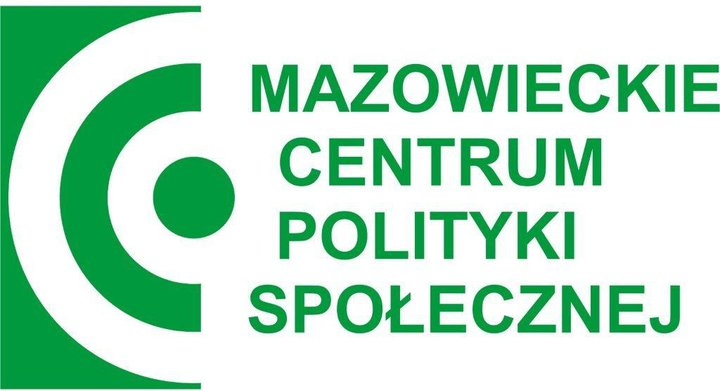 MAZOWIECKIE
CENTRUM
POLITYKI
SPOŁECZNEJ